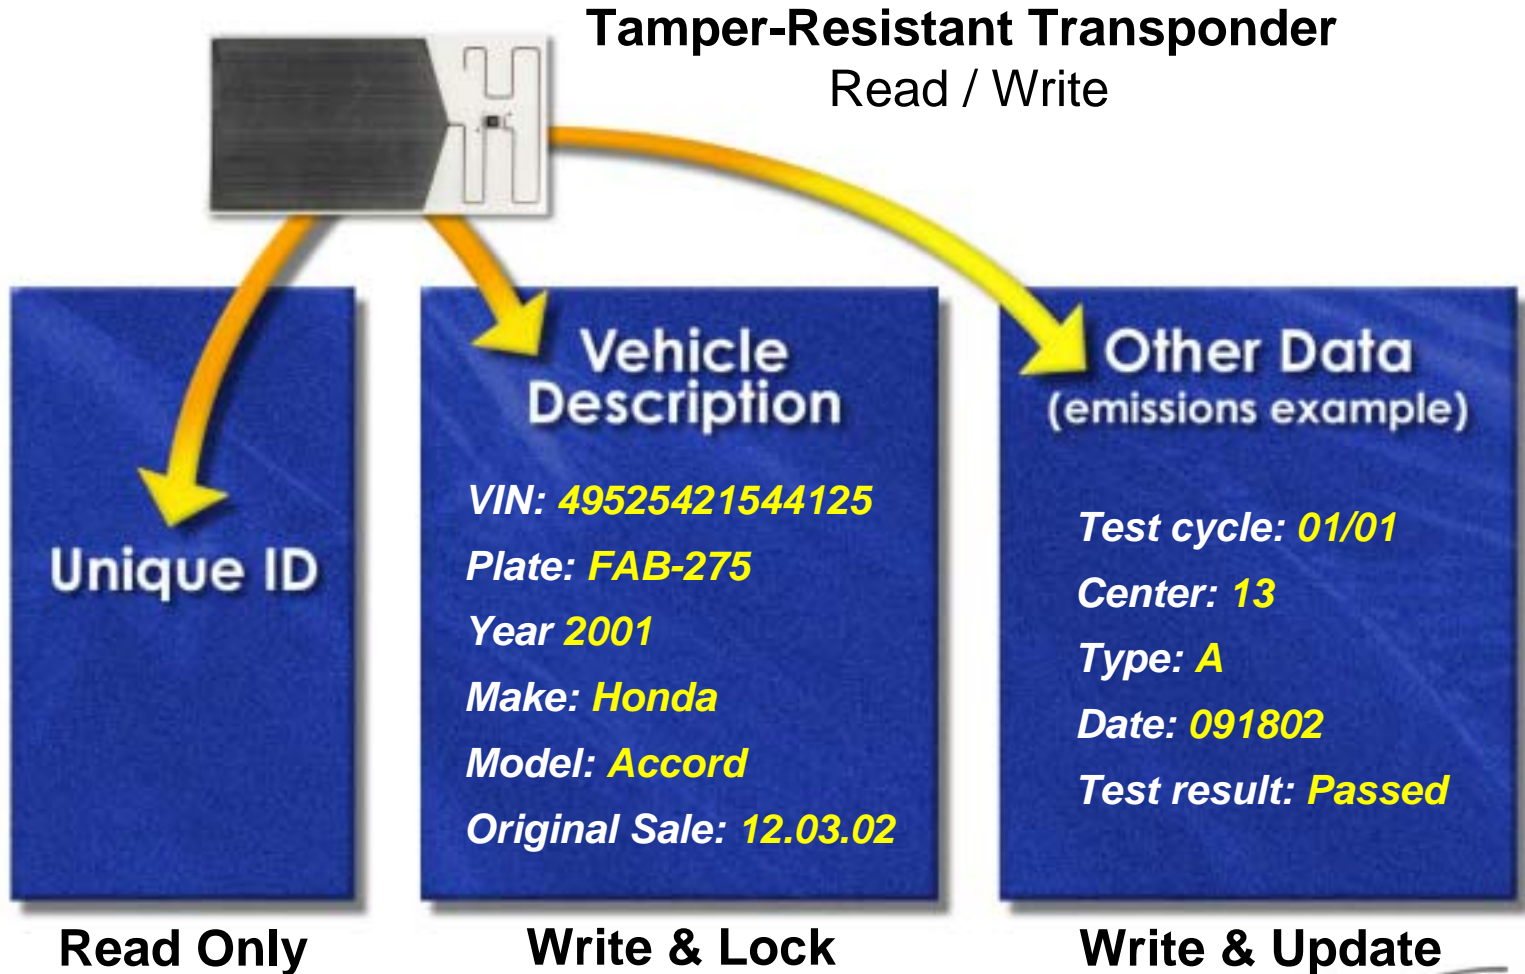 Tamper-Resistant Transponder
Read / Write
Unique ID
Read Only
Vehicle
Description
VIN: 49525421544125
Plate: FAB-275
Year 2001
Make: Honda
Model: Accord
Original Sale: 12.03.02
Write & Lock
Other Data
(emissions example)
Test cycle: 01/01
Center: 13
Type: A
Date: 091802
Test result: Passed
Write & Update